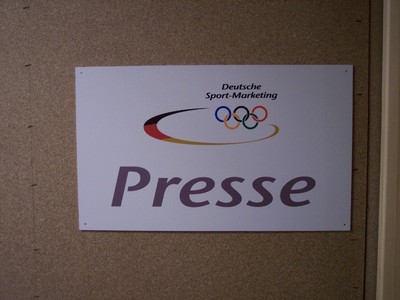 Deutsche
Sport-Marketing
Presse